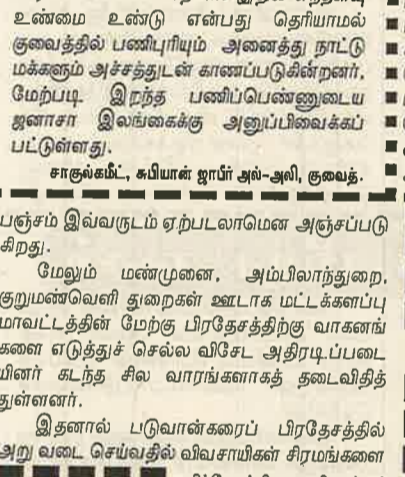 உண்மை உண்டு என்பது தெரியாமல்
குவைத்தில் பணிபுரியும் அனைத்து நாட்டு
மக்களும் அச்சத்துடன் காணப்படுகின்றனர்.
மேற்படி இறந்த பணிப்பெண்ணுடைய
ஜனாசா இலங்கைக்கு அனுப்பிவைக்கப்
பட்டுள்ளது.
சாகுல்கமீட், சுபியான் ஜாபீர் அல்-அலி, குவைத்.
பஞ்சம் இவ்வருடம் ஏற்படலாமென அஞ்சப்படு
கிறது.
மேலும் மண்முனை, அம்பிலாந்துறை,
குறுமண்வெளி துறைகள் ஊடாக மட்டக்களப்பு
மாவட்டத்தின் மேற்கு பிரதேசத்திற்கு வாகனங்
களை எடுத்துச் செல்ல விசேட அதிரடிப்படை
யினர் கடந்த சில வாரங்களாகத் தடைவிதித்
துள்ளனர்.
இதனால் படுவான்கரைப் பிரதேசத்தில்
அறு வடை செய்வதில் விவசாயிகள் சிரமங்களை